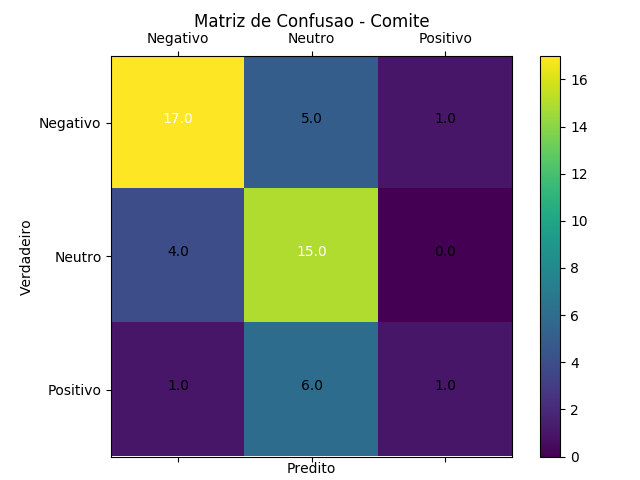 Matriz de Confusao - Comite
Negativo Neutro Positivo
Negativo 17.0 5.0 1.0
Neutro 4.0 15.0 0.0
Positivo 1.0 6.0 1.0
Verdadeiro
Predito
16
14
12
10
8
6
4
2
0